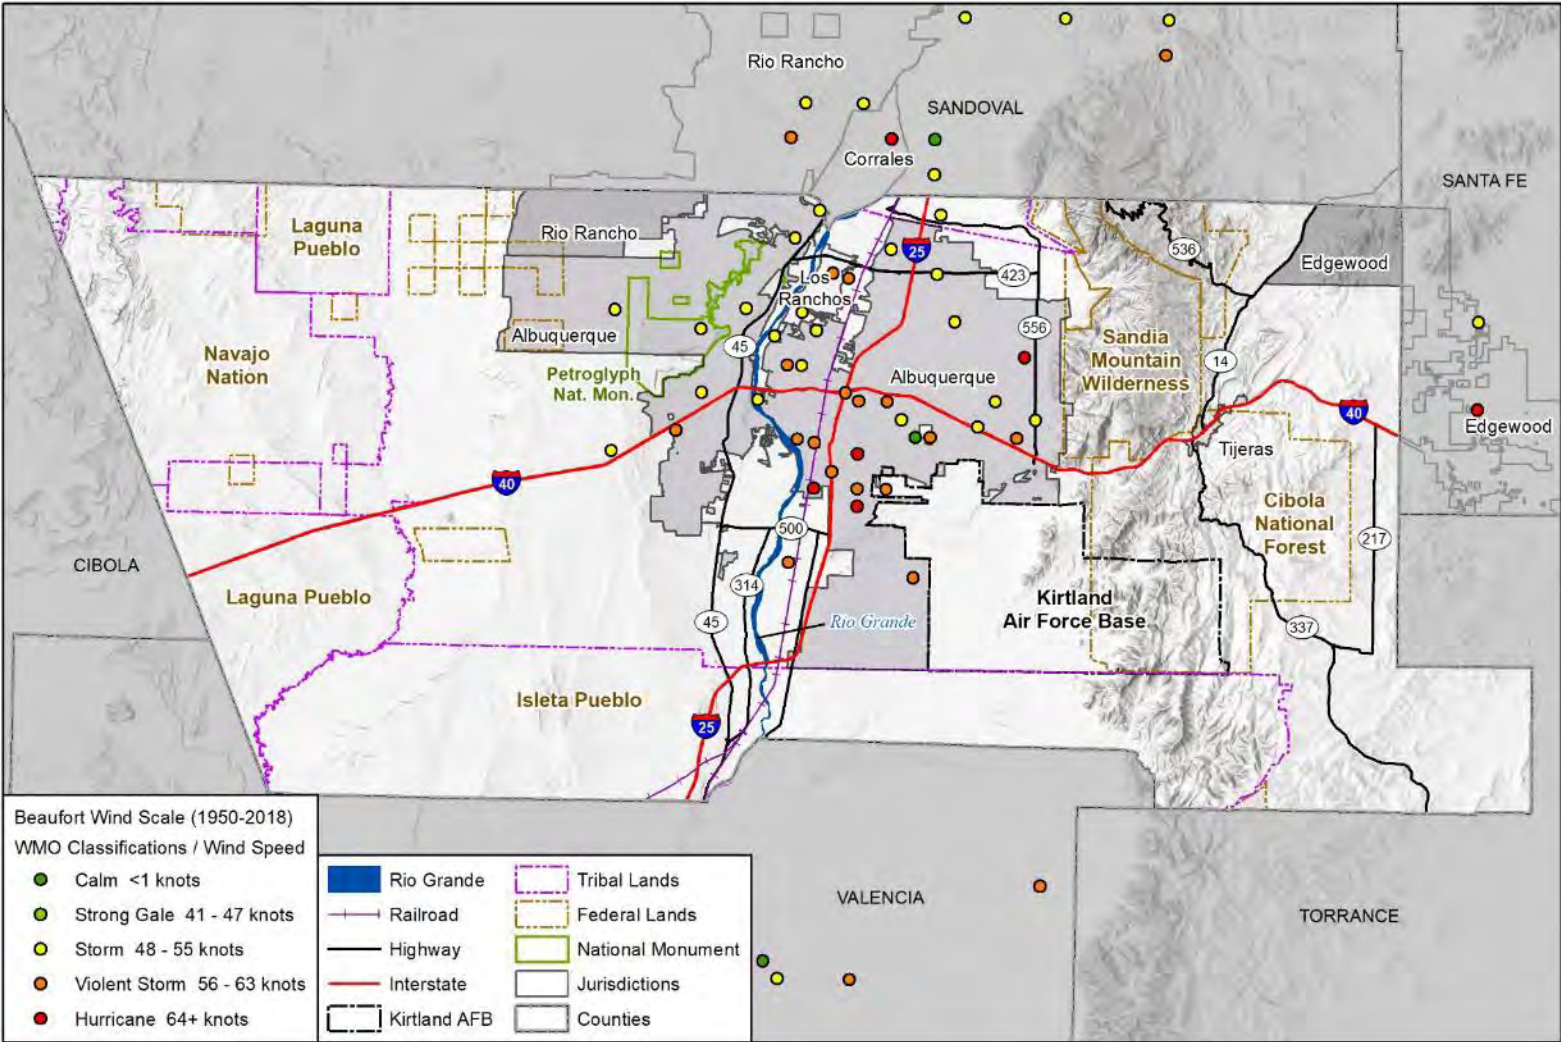 Rio Rancho
SANDOVAL
Corrales
SANTA FE
Laguna
Pueblo
Rio Rancho
25
536
Edgewood
423
Los
Ranchos
Albuquerque
45
556
Navajo
Nation
Petroglyph
Nat. Mon.
Sandia
Mountain
Wilderness
14
Albuquerque
40
Edgewood
Tijeras
40
Cibola
National
Forest
500
217
CIBOLA
314
Laguna Pueblo
45
Rio Grande
Kirtland
Air Force Base
337
Isleta Pueblo
25
Beaufort Wind Scale (1950-2018)
WMO Classifications / Wind Speed
Calm <1 knots
Strong Gale 41 - 47 knots
Storm 48 - 55 knots
Violent Storm 56 - 63 knots
Hurricane 64+ knots
Rio Grande
Railroad
Highway
Interstate
Kirtland AFB
Tribal Lands
Federal Lands
National Monument
Jurisdictions
Counties
VALENCIA
TORRANCE